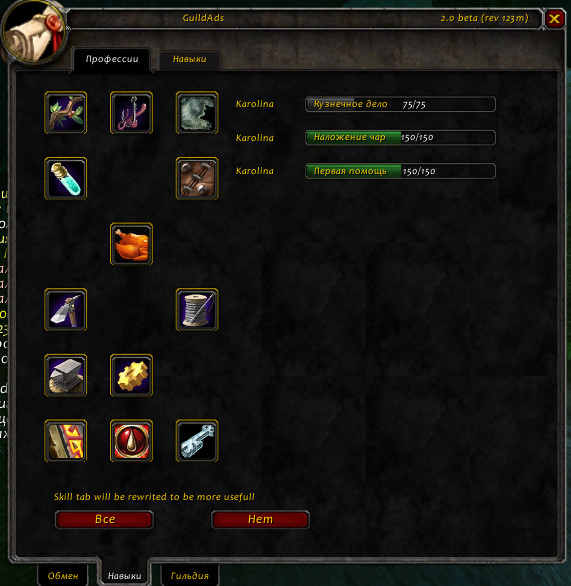 GuildAds 2.0 beta (rev 123m)
Профессии Навыки
Karolina Кузнечное дело 75/75
Karolina Наложение чар 150/150
Karolina Первая помощь 150/150
Skill tab will be rewrited to be more usefull
Все Нет
Обмен Навыки Гильдия